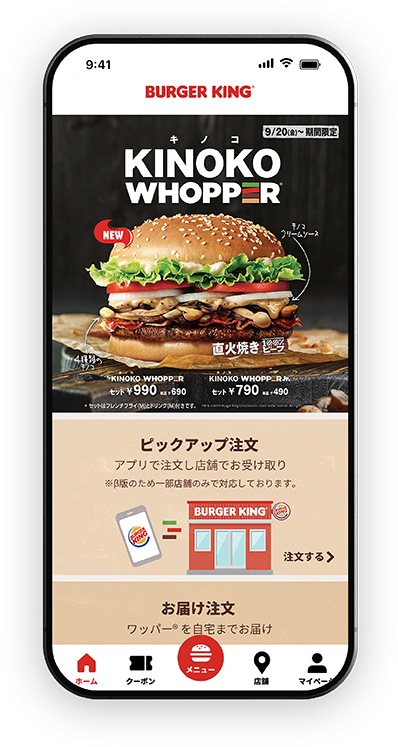 9:41
BURGER KING®
9/20(金)～期間限定
キノコ
KINOKO
WHOPPER®
NEW
キノコ
クリームソース
4種類の
キノコ
直火焼き 100% ビーフ
KINOKO WHOPPER
セット¥990 単品¥690
KINOKO WHOPPER Jr.
セット¥790 単品¥490
・セットはフレンチフライ(M)とドリンク(M)付きです。
ピックアップ注文
アプリで注文し店舗でお受け取り
※β版のため一部店舗のみで対応しております。
BURGER KING
BURGER
KING
BURGER
KING
注文する
お届け注文
ワッパー®を自宅までお届け
ホーム
クーポン
メニュー
店舗
マイページ